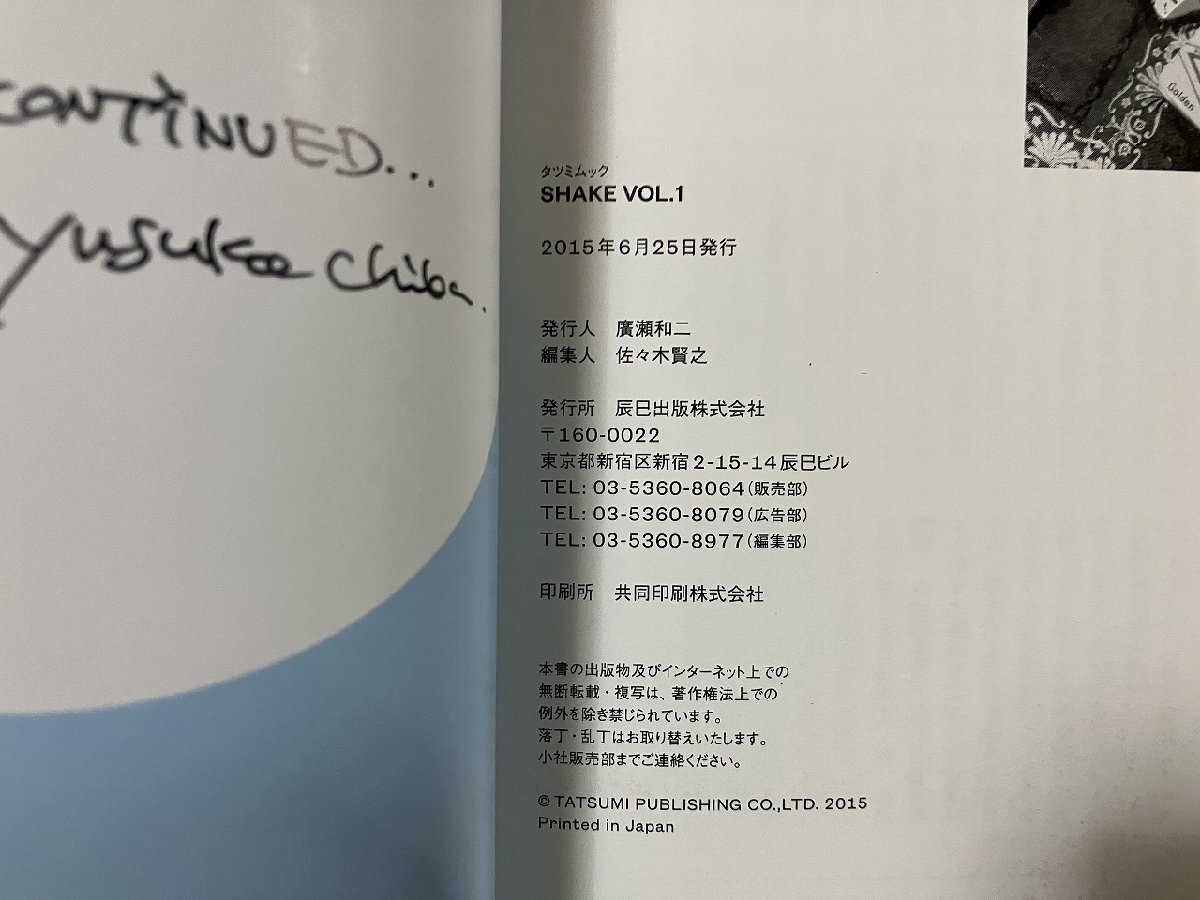 CONTINUED...
Yusuke Chiba.
Golden
タツミムック
SHAKE VOL.1
2015年6月25日発行
発行人 廣瀬和二
編集人 佐々木賢之
発行所 辰巳出版株式会社
〒160-0022
東京都新宿区新宿2-15-14辰巳ビル
TEL: 03-5360-8064(販売部)
TEL: 03-5360-8079(広告部)
TEL: 03-5360-8977(編集部)
印刷所 共同印刷株式会社
本書の出版物及びインターネット上での
無断転載・複写は、著作権法上での
例外を除き禁じられています。
落丁・乱丁はお取り替えいたします。
小社販売部までご連絡ください。
© TATSUMI PUBLISHING CO.,LTD. 2015
Printed in Japan